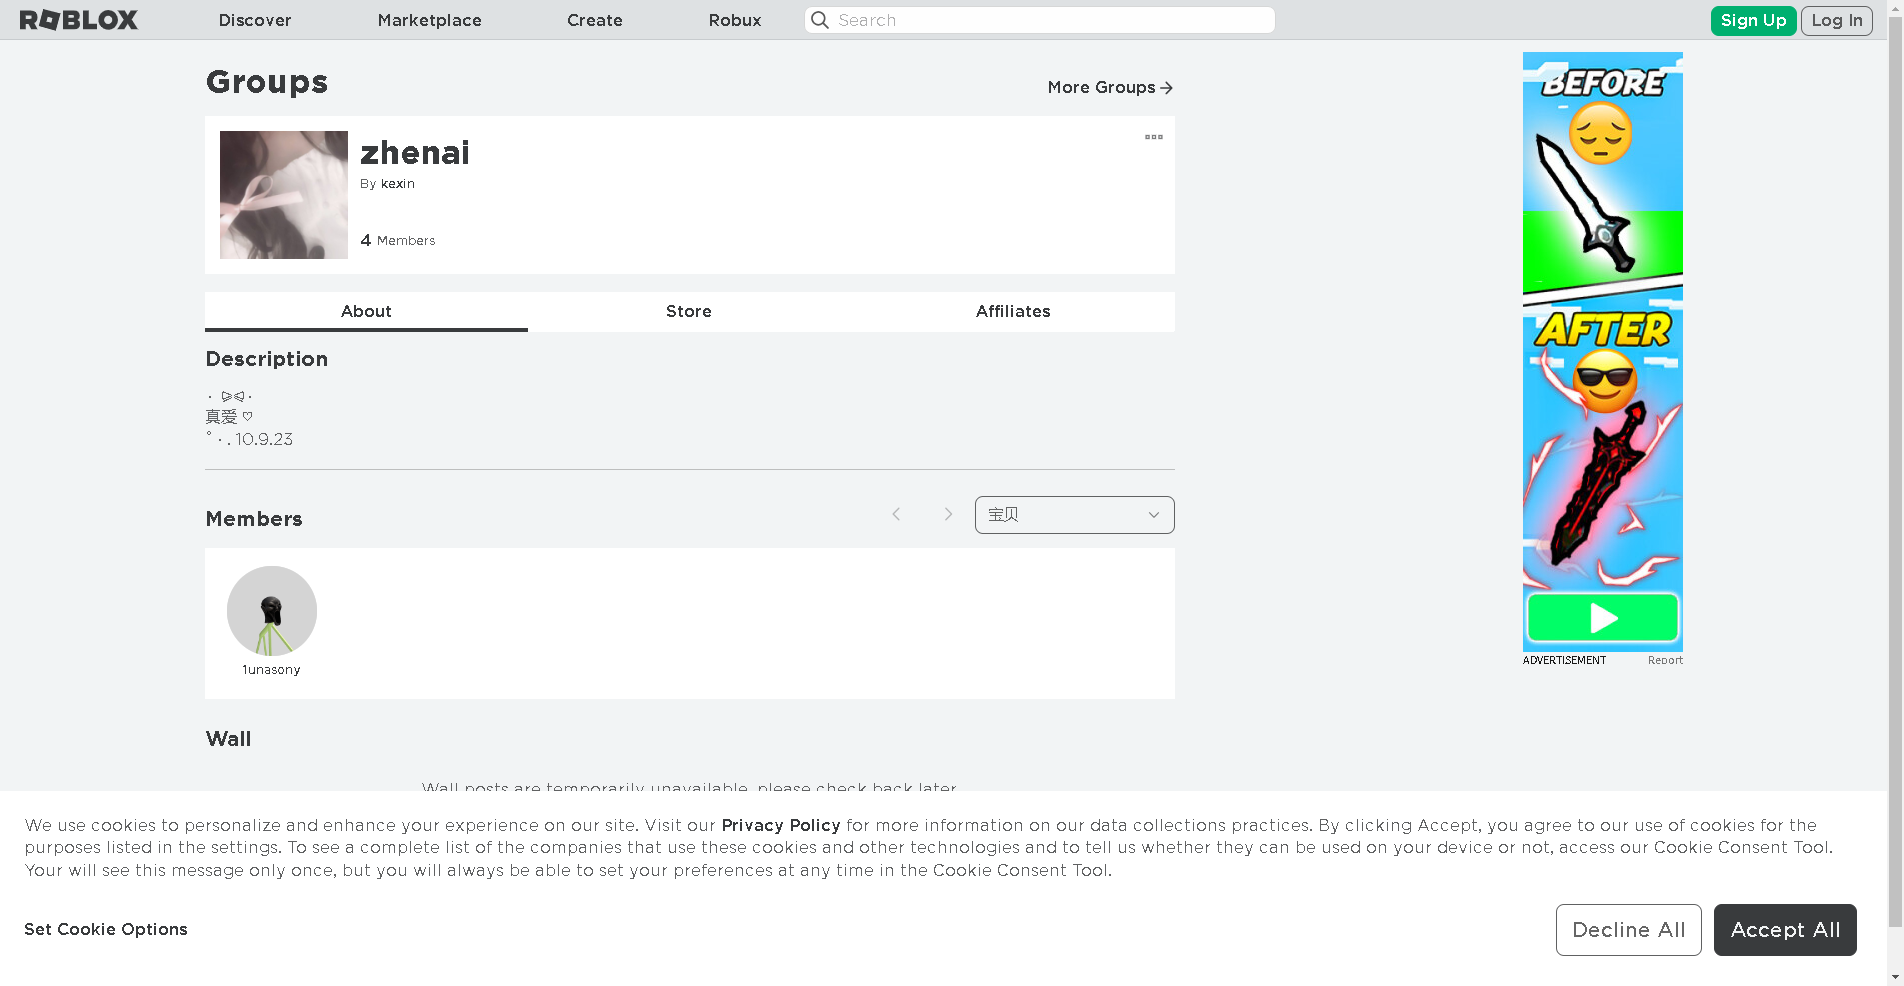 ROBLOX Discover Marketplace Create Robux Search Sign Up Log In
Groups
More Groups
zhenai
By kexin
4 Members
About Store Affiliates
Description
· ⩥⩤·
真爱 ♡
˚ · . 10.9.23
Members
宝贝
1unasony
Wall
Wall posts are temporarily unavailable, please check back later.
BEFORE
AFTER
ADVERTISEMENT Report
We use cookies to personalize and enhance your experience on our site. Visit our Privacy Policy for more information on our data collections practices. By clicking Accept, you agree to our use of cookies for the
purposes listed in the settings. To see a complete list of the companies that use these cookies and other technologies and to tell us whether they can be used on your device or not, access our Cookie Consent Tool.
Your will see this message only once, but you will always be able to set your preferences at any time in the Cookie Consent Tool.
Set Cookie Options
Decline All
Accept All